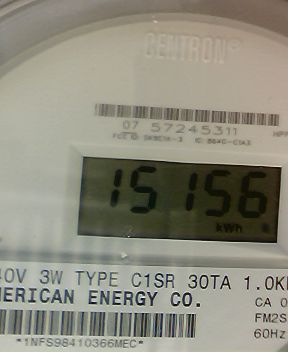 CENTRON®
07 57245311
15156
kWh
40V 3W TYPE C1SR 30TA 1.0K
MERICAN ENERGY CO.
CA 0
FM2S
60Hz
*1NFS98410366MEC*